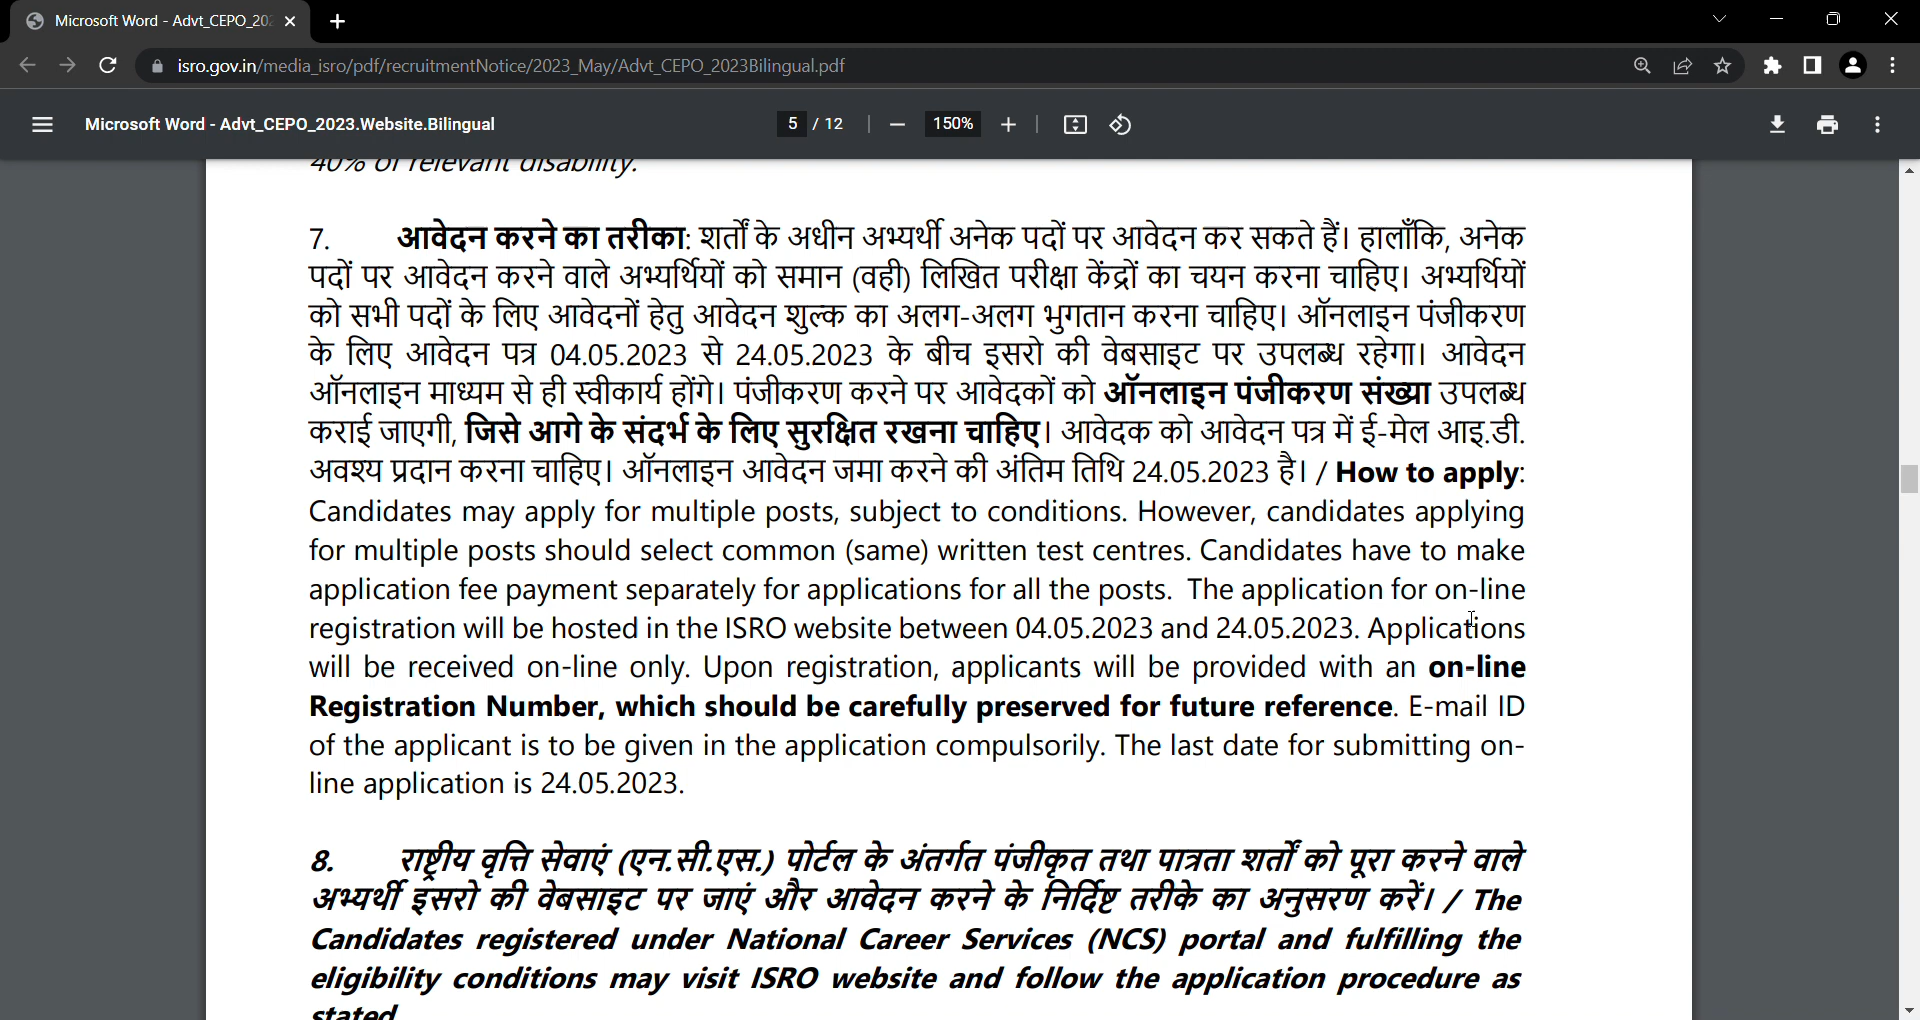 Microsoft Word - Advt_CEPO_202
isro.gov.in/media_isro/pdf/recruitmentNotice/2023_May/Advt_CEPO_2023Bilingual.pdf
Microsoft Word - Advt_CEPO_2023.Website.Bilingual 5 / 12 150%
40% of relevant disability.
7. आवेदन करने का तरीका: शर्तों के अधीन अभ्यर्थी अनेक पदों पर आवेदन कर सकते हैं। हालाँकि, अनेक
पदों पर आवेदन करने वाले अभ्यर्थियों को समान (वही) लिखित परीक्षा केंद्रों का चयन करना चाहिए। अभ्यर्थियों
को सभी पदों के लिए आवेदनों हेतु आवेदन शुल्क का अलग-अलग भुगतान करना चाहिए। ऑनलाइन पंजीकरण
के लिए आवेदन पत्र 04.05.2023 से 24.05.2023 के बीच इसरो की वेबसाइट पर उपलब्ध रहेगा। आवेदन
ऑनलाइन माध्यम से ही स्वीकार्य होंगे। पंजीकरण करने पर आवेदकों को ऑनलाइन पंजीकरण संख्या उपलब्ध
कराई जाएगी, जिसे आगे के संदर्भ के लिए सुरक्षित रखना चाहिए। आवेदक को आवेदन पत्र में ई-मेल आइ.डी.
अवश्य प्रदान करना चाहिए। ऑनलाइन आवेदन जमा करने की अंतिम तिथि 24.05.2023 है। / How to apply:
Candidates may apply for multiple posts, subject to conditions. However, candidates applying
for multiple posts should select common (same) written test centres. Candidates have to make
application fee payment separately for applications for all the posts. The application for on-line
registration will be hosted in the ISRO website between 04.05.2023 and 24.05.2023. Applications
will be received on-line only. Upon registration, applicants will be provided with an on-line
Registration Number, which should be carefully preserved for future reference. E-mail ID
of the applicant is to be given in the application compulsorily. The last date for submitting on-
line application is 24.05.2023.
8. राष्ट्रीय वृत्ति सेवाएं (एन.सी.एस.) पोर्टल के अंतर्गत पंजीकृत तथा पात्रता शर्तों को पूरा करने वाले
अभ्यर्थी इसरो की वेबसाइट पर जाएं और आवेदन करने के निर्दिष्ट तरीके का अनुसरण करें। / The
Candidates registered under National Career Services (NCS) portal and fulfilling the
eligibility conditions may visit ISRO website and follow the application procedure as
stated